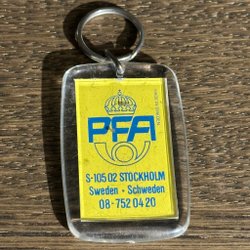 PFA
S-105 02 STOCKHOLM
Sweden - Schweden
08-752 04 20